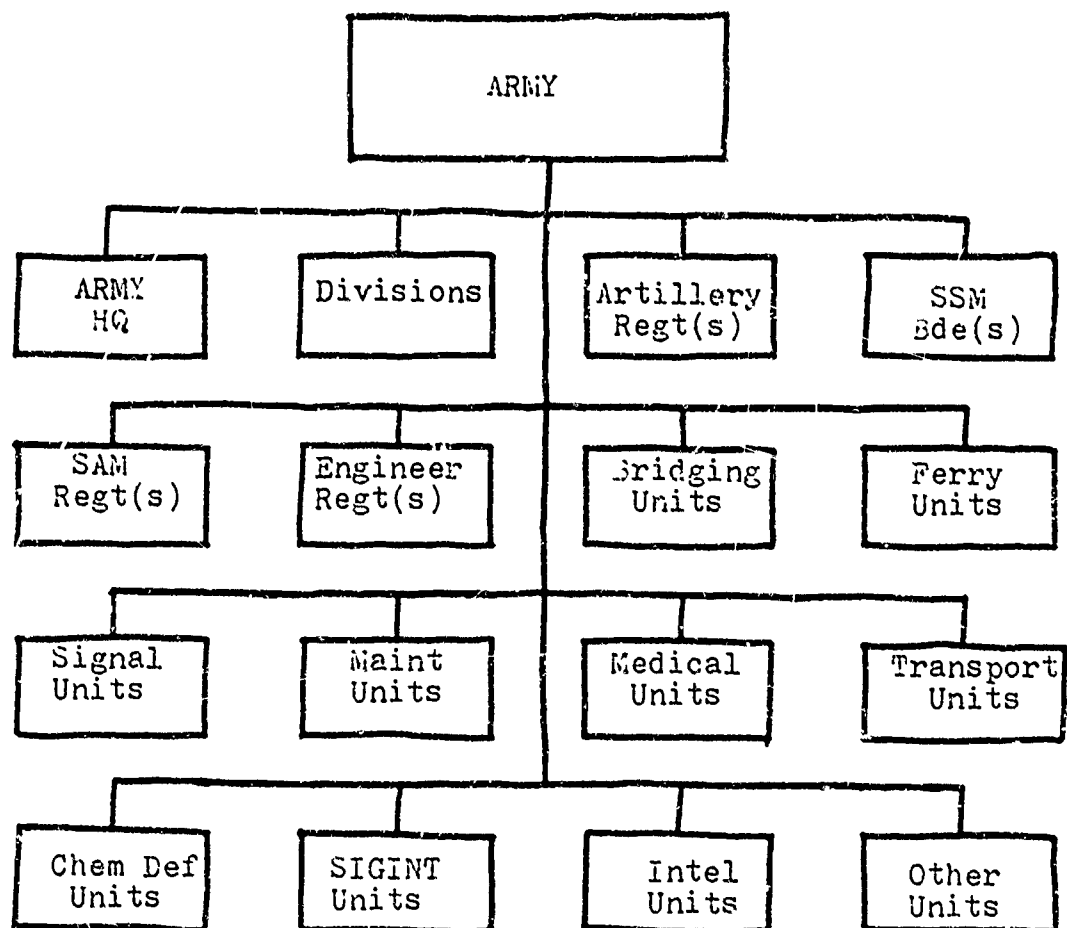 ARMY
ARMY
HQ
Divisions
Artillery
Regt(s)
SSM
Bde(s)
SAM
Regt(s)
Engineer
Regt(s)
Bridging
Units
Ferry
Units
Signal
Units
Maint
Units
Medical
Units
Transport
Units
Chem Def
Units
SIGINT
Units
Intel
Units
Other
Units